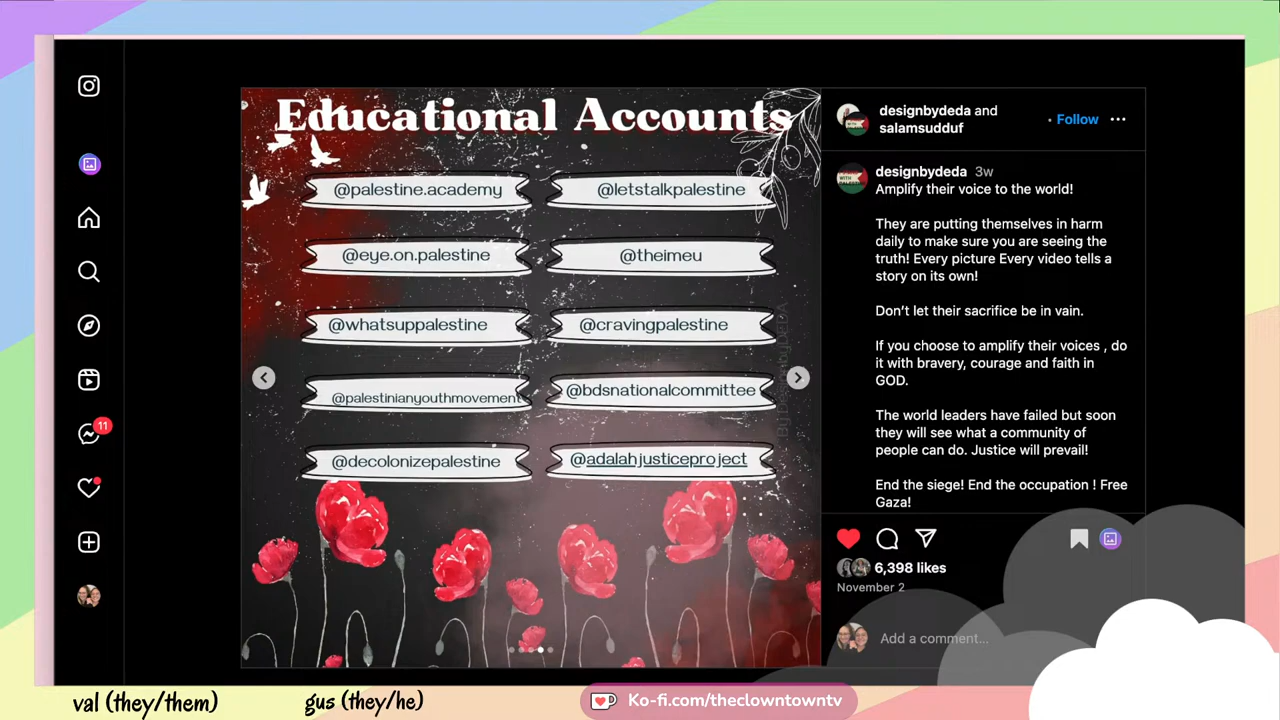 Educational Accounts
@palestine.academy
@letstalkpalestine
@eye.on.palestine
@theimeu
@whatsuppalestine
@cravingpalestine
@palestinianyouthmovement
@bdsnationalcommittee
@decolonizepalestine
@adalahjusticeproject
designbydeda and
salamsudduf
• Follow
designbydeda 3w
Amplify their voice to the world!
They are putting themselves in harm
daily to make sure you are seeing the
truth! Every picture Every video tells a
story on its own!
Don't let their sacrifice be in vain.
If you choose to amplify their voices , do
it with bravery, courage and faith in
GOD.
The world leaders have failed but soon
they will see what a community of
people can do. Justice will prevail!
End the siege! End the occupation ! Free
Gaza!
6,398 likes
November 2
Add a comment...
11
val (they/them)
gus (they/he)
Ko-fi.com/theclowntowntv